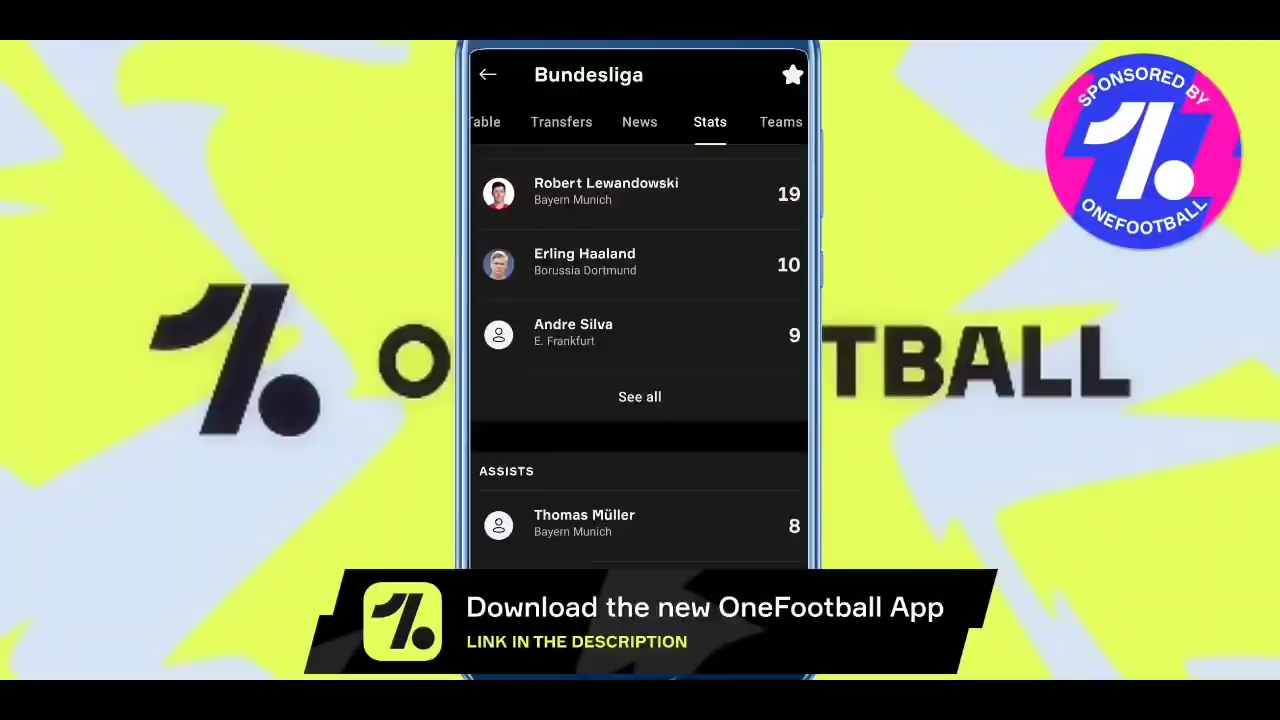 Bundesliga
Table Transfers News Stats Teams
Robert Lewandowski
Bayern Munich
19
Erling Haaland
Borussia Dortmund
10
Andre Silva
E. Frankfurt
9
See all
ASSISTS
Thomas Müller
Bayern Munich
8
SPONSORED BY
ONEFOOTBALL
O TBALL
Download the new OneFootball App
LINK IN THE DESCRIPTION